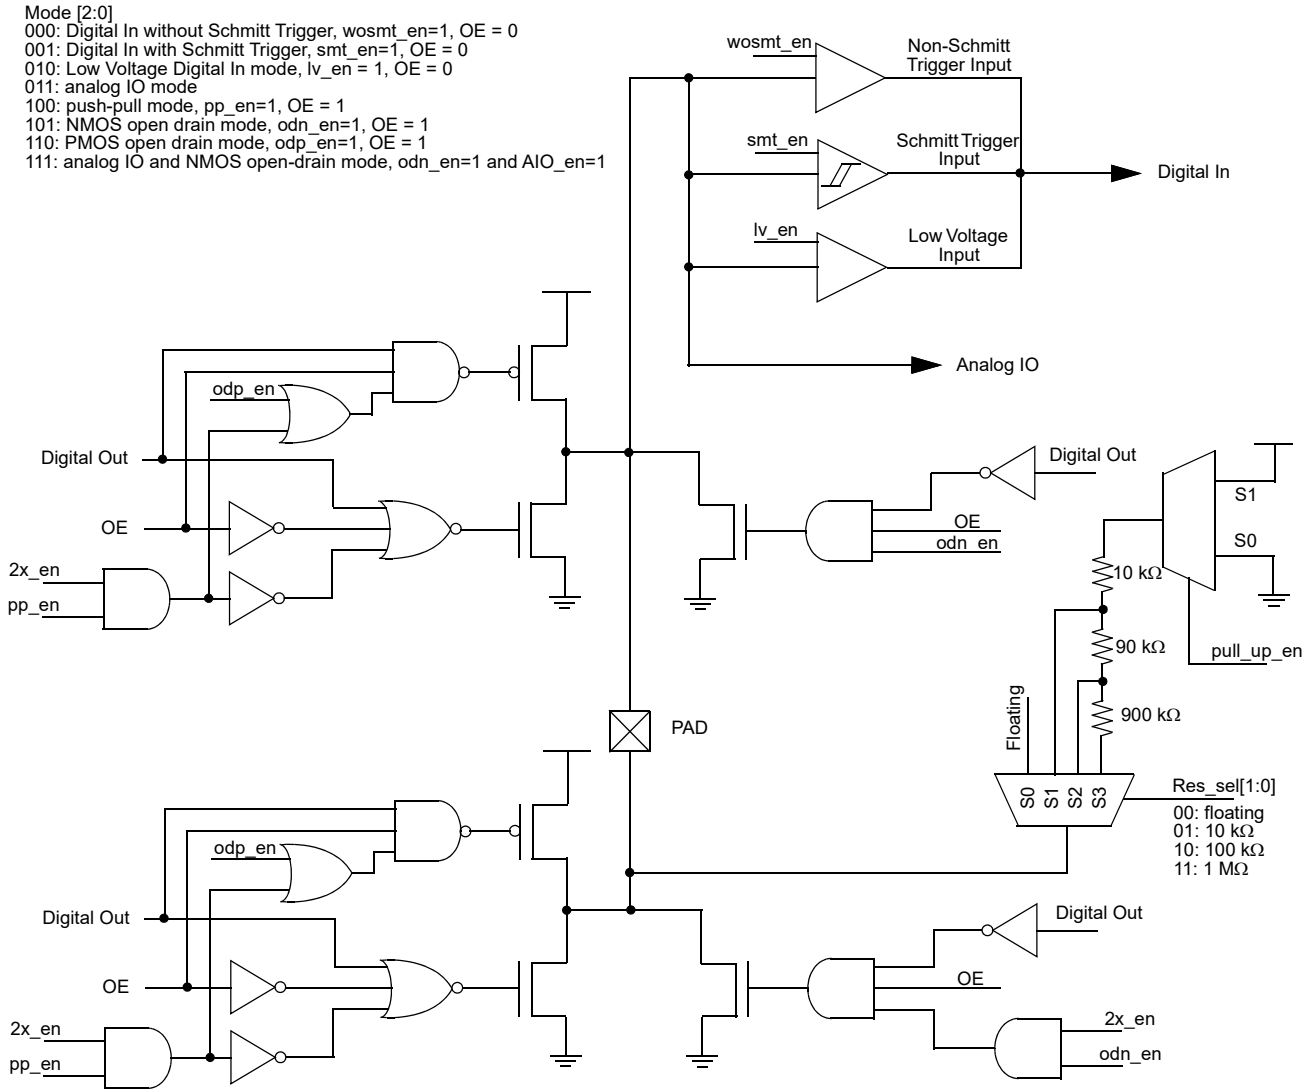 Mode [2:0]
000: Digital In without Schmitt Trigger, wosmt_en=1, OE = 0
001: Digital In with Schmitt Trigger, smt_en=1, OE = 0
010: Low Voltage Digital In mode, lv_en = 1, OE = 0
011: analog IO mode
100: push-pull mode, pp_en=1, OE = 1
101: NMOS open drain mode, odn_en=1, OE = 1
110: PMOS open drain mode, odp_en=1, OE = 1
111: analog IO and NMOS open-drain mode, odn_en=1 and AIO_en=1
wosmt_en
Non-Schmitt
Trigger Input
smt_en
Schmitt Trigger
Input
Digital In
lv_en
Low Voltage
Input
Analog IO
odp_en
Digital Out
OE
2x_en
pp_en
Digital Out
OE
odn_en
S1
S0
10 kΩ
90 kΩ
900 kΩ
pull_up_en
Floating
PAD
S0
S1
S2
S3
Res_sel[1:0]
00: floating
01: 10 kΩ
10: 100 kΩ
11: 1 MΩ
odp_en
Digital Out
OE
2x_en
pp_en
Digital Out
OE
2x_en
odn_en